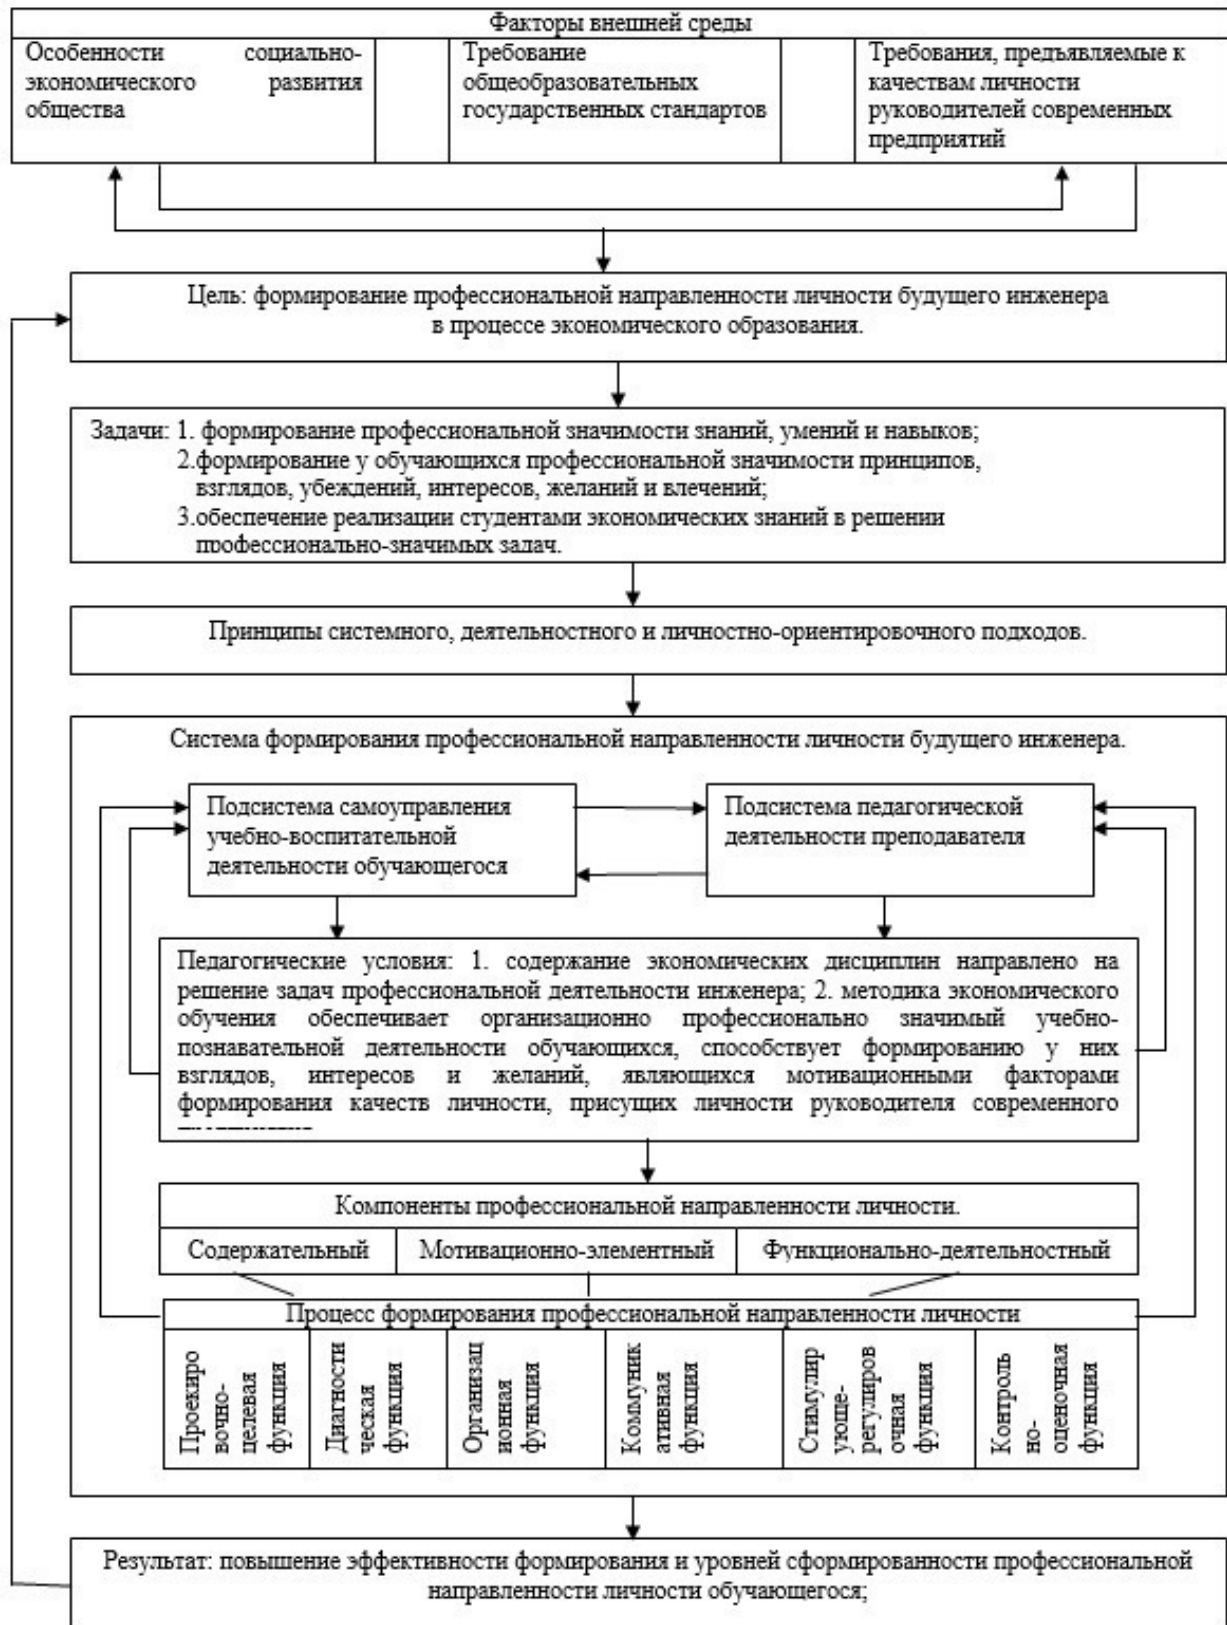 Факторы внешней среды
Особенности социально-
экономического развития
общества
Требование
общеобразовательных
государственных стандартов
Требования, предъявляемые к
качествам личности
руководителей современных
предприятий
Цель: формирование профессиональной направленности личности будущего инженера
в процессе экономического образования.
Задачи: 1. формирование профессиональной значимости знаний, умений и навыков;
2.формирование у обучающихся профессиональной значимости принципов,
взглядов, убеждений, интересов, желаний и влечений;
3.обеспечение реализации студентами экономических знаний в решении
профессионально-значимых задач.
Принципы системного, деятельностного и личностно-ориентировочного подходов.
Система формирования профессиональной направленности личности будущего инженера.
Подсистема самоуправления
учебно-воспитательной
деятельности обучающегося
Подсистема педагогической
деятельности преподавателя
Педагогические условия: 1. содержание экономических дисциплин направлено на
решение задач профессиональной деятельности инженера; 2. методика экономического
обучения обеспечивает организационно профессионально значимый учебно-
познавательной деятельности обучающихся, способствует формированию у них
взглядов, интересов и желаний, являющихся мотивационными факторами
формирования качеств личности, присущих личности руководителя современного
Компоненты профессиональной направленности личности.
Содержательный
Мотивационно-элементный
Функционально-деятельностный
Процесс формирования профессиональной направленности личности
Проекиро
вочно-
целевая
функция
Диагности
ческая
функция
Организац
ионная
функция
Коммуник
ативная
функция
Стимулир
ующе-
регулиров
очная
функция
Контроль
но-
оценочная
функция
Результат: повышение эффективности формирования и уровней сформированности профессиональной
направленности личности обучающегося;